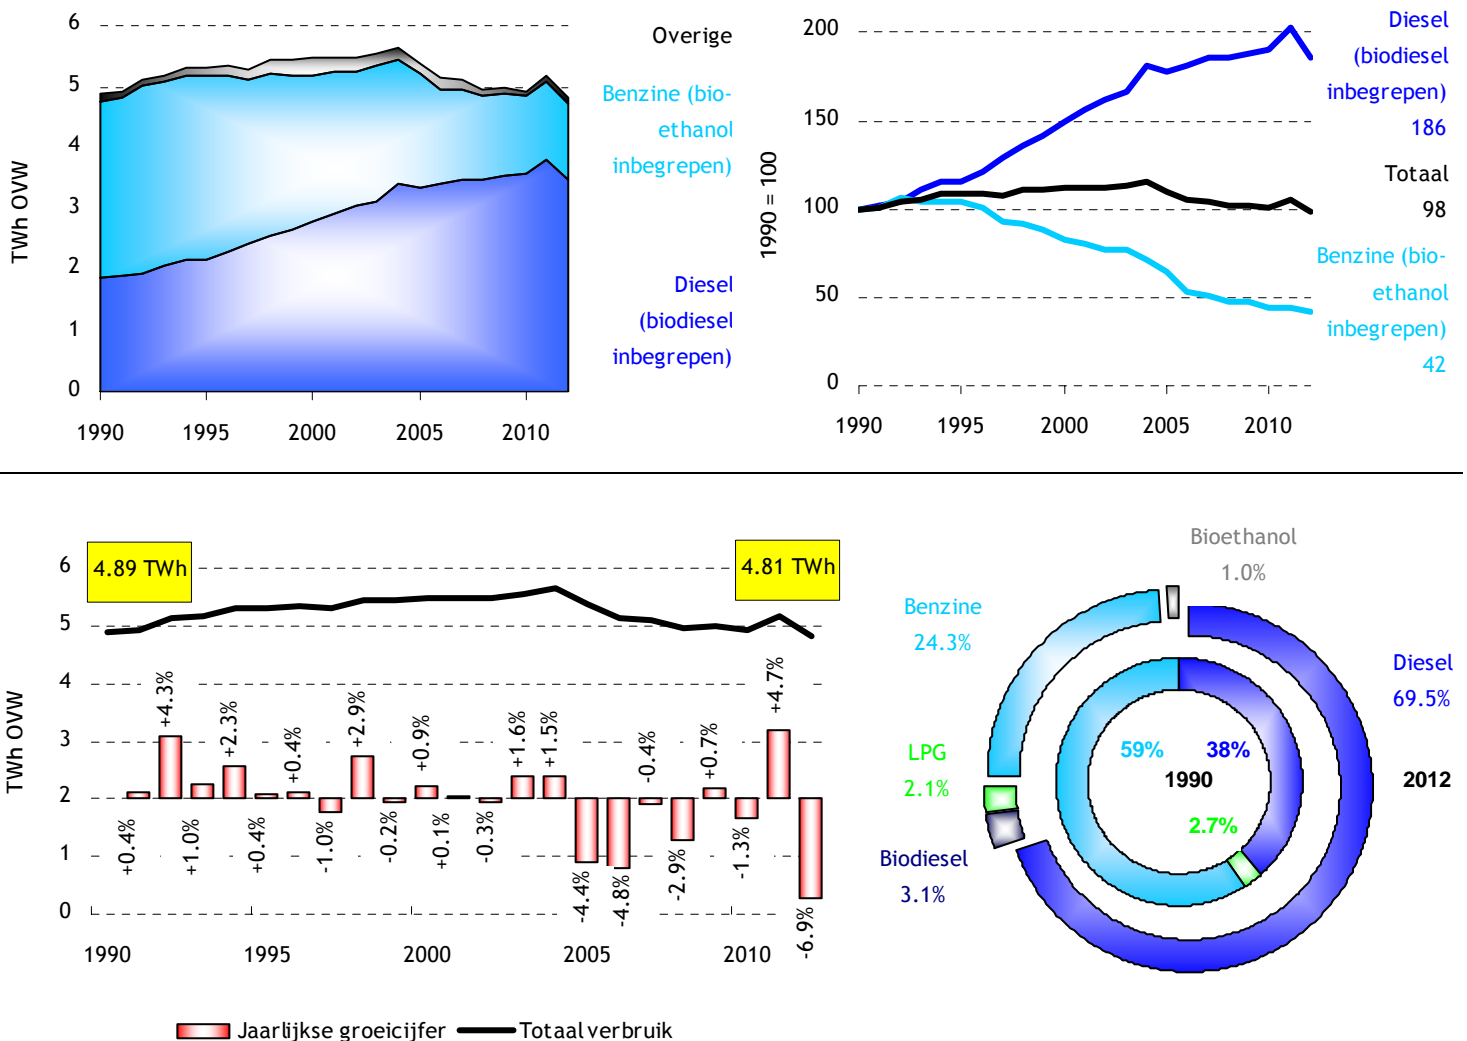 6
5
4
3
2
1
0
TWh OVW
1990
1995
2000
2005
2010
Overige
Benzine (bio-
ethanol
inbegrepen)
Diesel
(biodiesel
inbegrepen)
200
150
100
50
0
1990 = 100
1990
1995
2000
2005
2010
Diesel
(biodiesel
inbegrepen)
186
Totaal
98
Benzine (bio-
ethanol
inbegrepen)
42
6
5
4
3
2
1
0
TWh OVW
4.89 TWh
4.81 TWh
+0.4%
+4.3%
+1.0%
+2.3%
+0.4%
+0.4%
-1.0%
+2.9%
-0.2%
+0.9%
+0.1%
-0.3%
+1.6%
+1.5%
-4.4%
-4.8%
-0.4%
-2.9%
+0.7%
-1.3%
+4.7%
-6.9%
1990
1995
2000
2005
2010
Jaarlijkse groeicijfer
Totaal verbruik
Bioethanol
1.0%
Benzine
24.3%
Diesel
69.5%
LPG
2.1%
Biodiesel
3.1%
59%
38%
1990
2.7%
2012